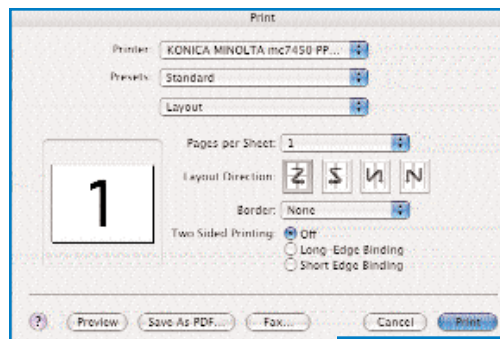 Print
Printer: KONICA MINOLTA mc7450 PP...
Presets: Standard
Layout
Pages per Sheet: 1
Layout Direction:
1
Border: None
Two Sided Printing: Off
Long-Edge Binding
Short Edge Binding
? Preview Save As PDF... Fax... Cancel Print